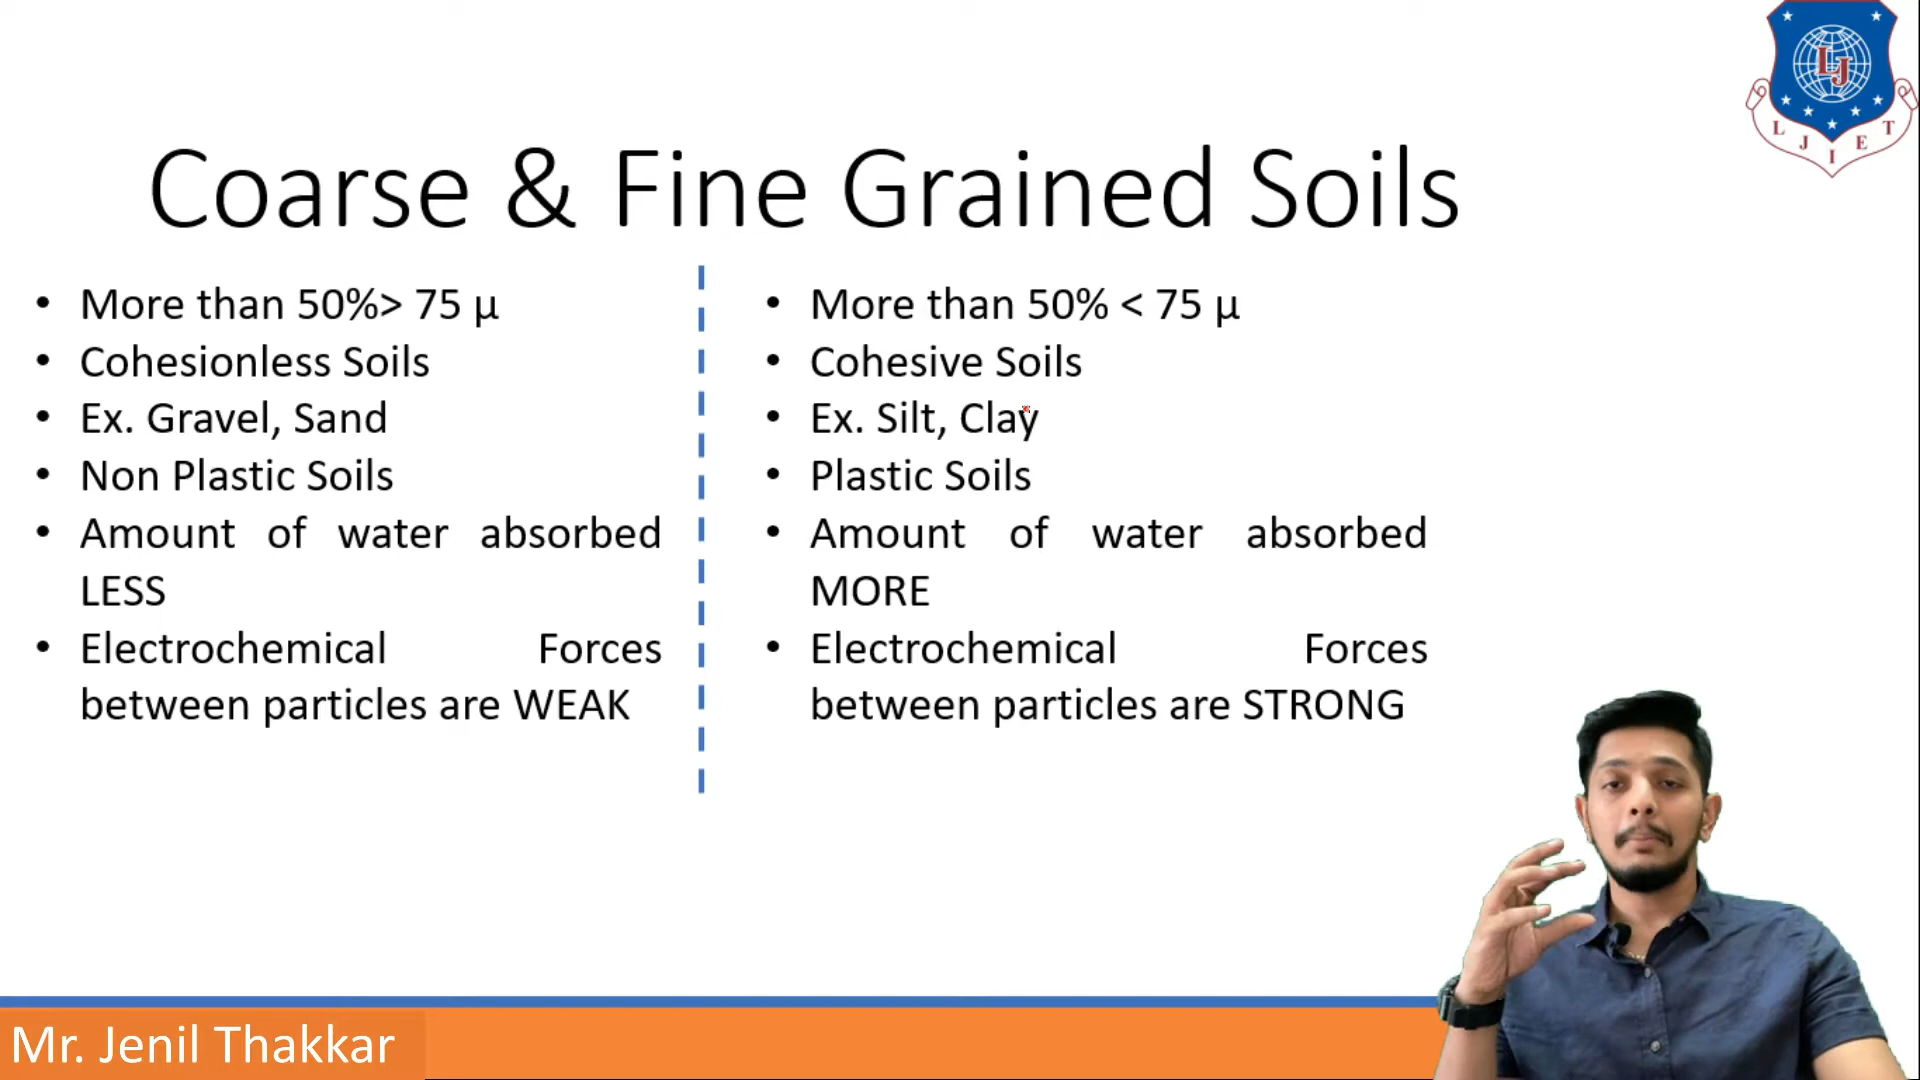 LJ
L J I E T
Coarse & Fine Grained Soils
• More than 50%> 75 µ
• Cohesionless Soils
• Ex. Gravel, Sand
• Non Plastic Soils
• Amount of water absorbed
LESS
• Electrochemical Forces
between particles are WEAK
• More than 50% < 75 µ
• Cohesive Soils
• Ex. Silt, Clay
• Plastic Soils
• Amount of water absorbed
MORE
• Electrochemical Forces
between particles are STRONG
Mr. Jenil Thakkar